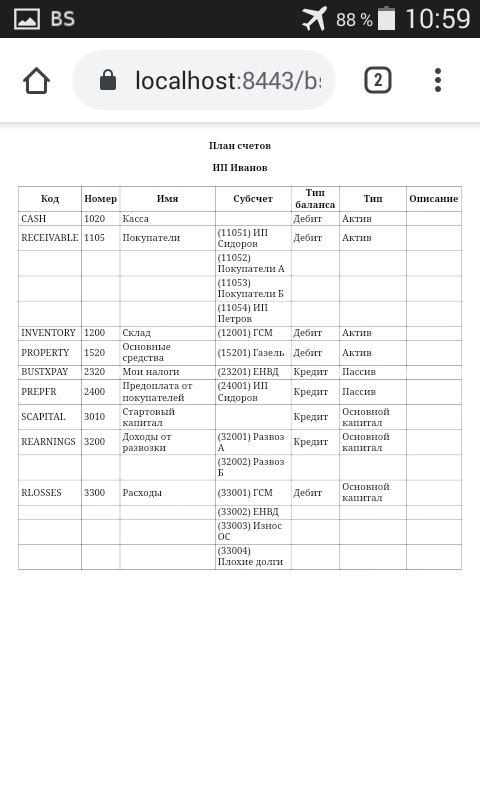 BS 88 % 10:59
localhost:8443/b 2
План счетов
ИП Иванов
Код Номер Имя Субсчет Тип баланса Тип Описание
CASH 1020 Касса Дебит Актив
RECEIVABLE 1105 Покупатели (11051) ИП Сидоров Дебит Актив
(11052) Покупатели А
(11053) Покупатели Б
(11054) ИП Петров
INVENTORY 1200 Склад (12001) ГСМ Дебит Актив
PROPERTY 1520 Основные средства (15201) Газель Дебит Актив
BUSTXPAY 2320 Мои налоги (23201) ЕНВД Кредит Пассив
PREPFR 2400 Предоплата от покупателей (24001) ИП Сидоров Кредит Пассив
SCAPITAL 3010 Стартовый капитал Кредит Основной капитал
REARNINGS 3200 Доходы от развозки (32001) Развоз А Кредит Основной капитал
(32002) Развоз Б
RLOSSES 3300 Расходы (33001) ГСМ Дебит Основной капитал
(33002) ЕНВД
(33003) Износ ОС
(33004) Плохие долги